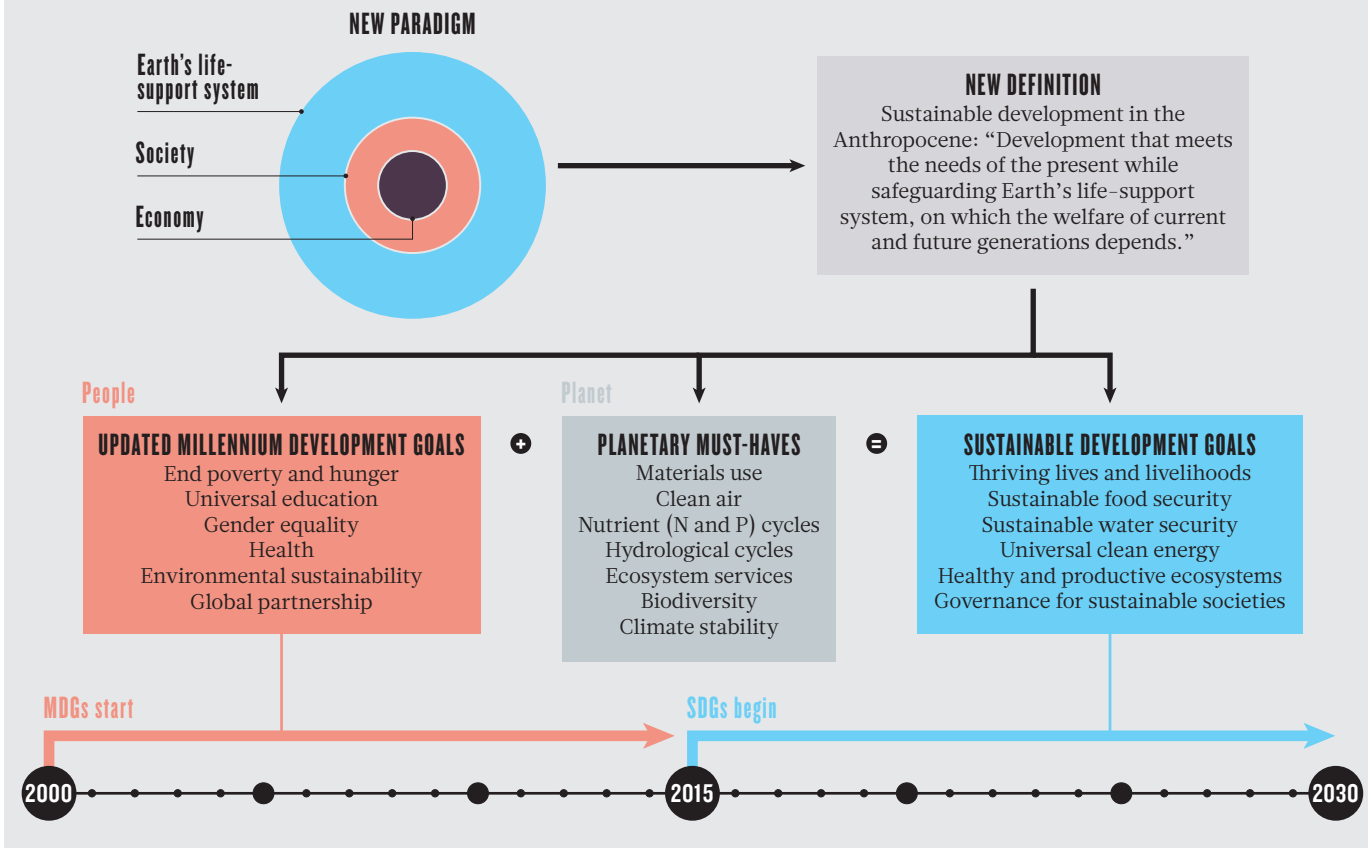 NEW PARADIGM
Earth's life-
support system
Society
Economy
NEW DEFINITION
Sustainable development in the
Anthropocene: “Development that meets
the needs of the present while
safeguarding Earth's life-support
system, on which the welfare of current
and future generations depends.”
People
UPDATED MILLENNIUM DEVELOPMENT GOALS
End poverty and hunger
Universal education
Gender equality
Health
Environmental sustainability
Global partnership
+
Planet
PLANETARY MUST-HAVES
Materials use
Clean air
Nutrient (N and P) cycles
Hydrological cycles
Ecosystem services
Biodiversity
Climate stability
=
SUSTAINABLE DEVELOPMENT GOALS
Thriving lives and livelihoods
Sustainable food security
Sustainable water security
Universal clean energy
Healthy and productive ecosystems
Governance for sustainable societies
MDGs start
SDGs begin
2000
2015
2030